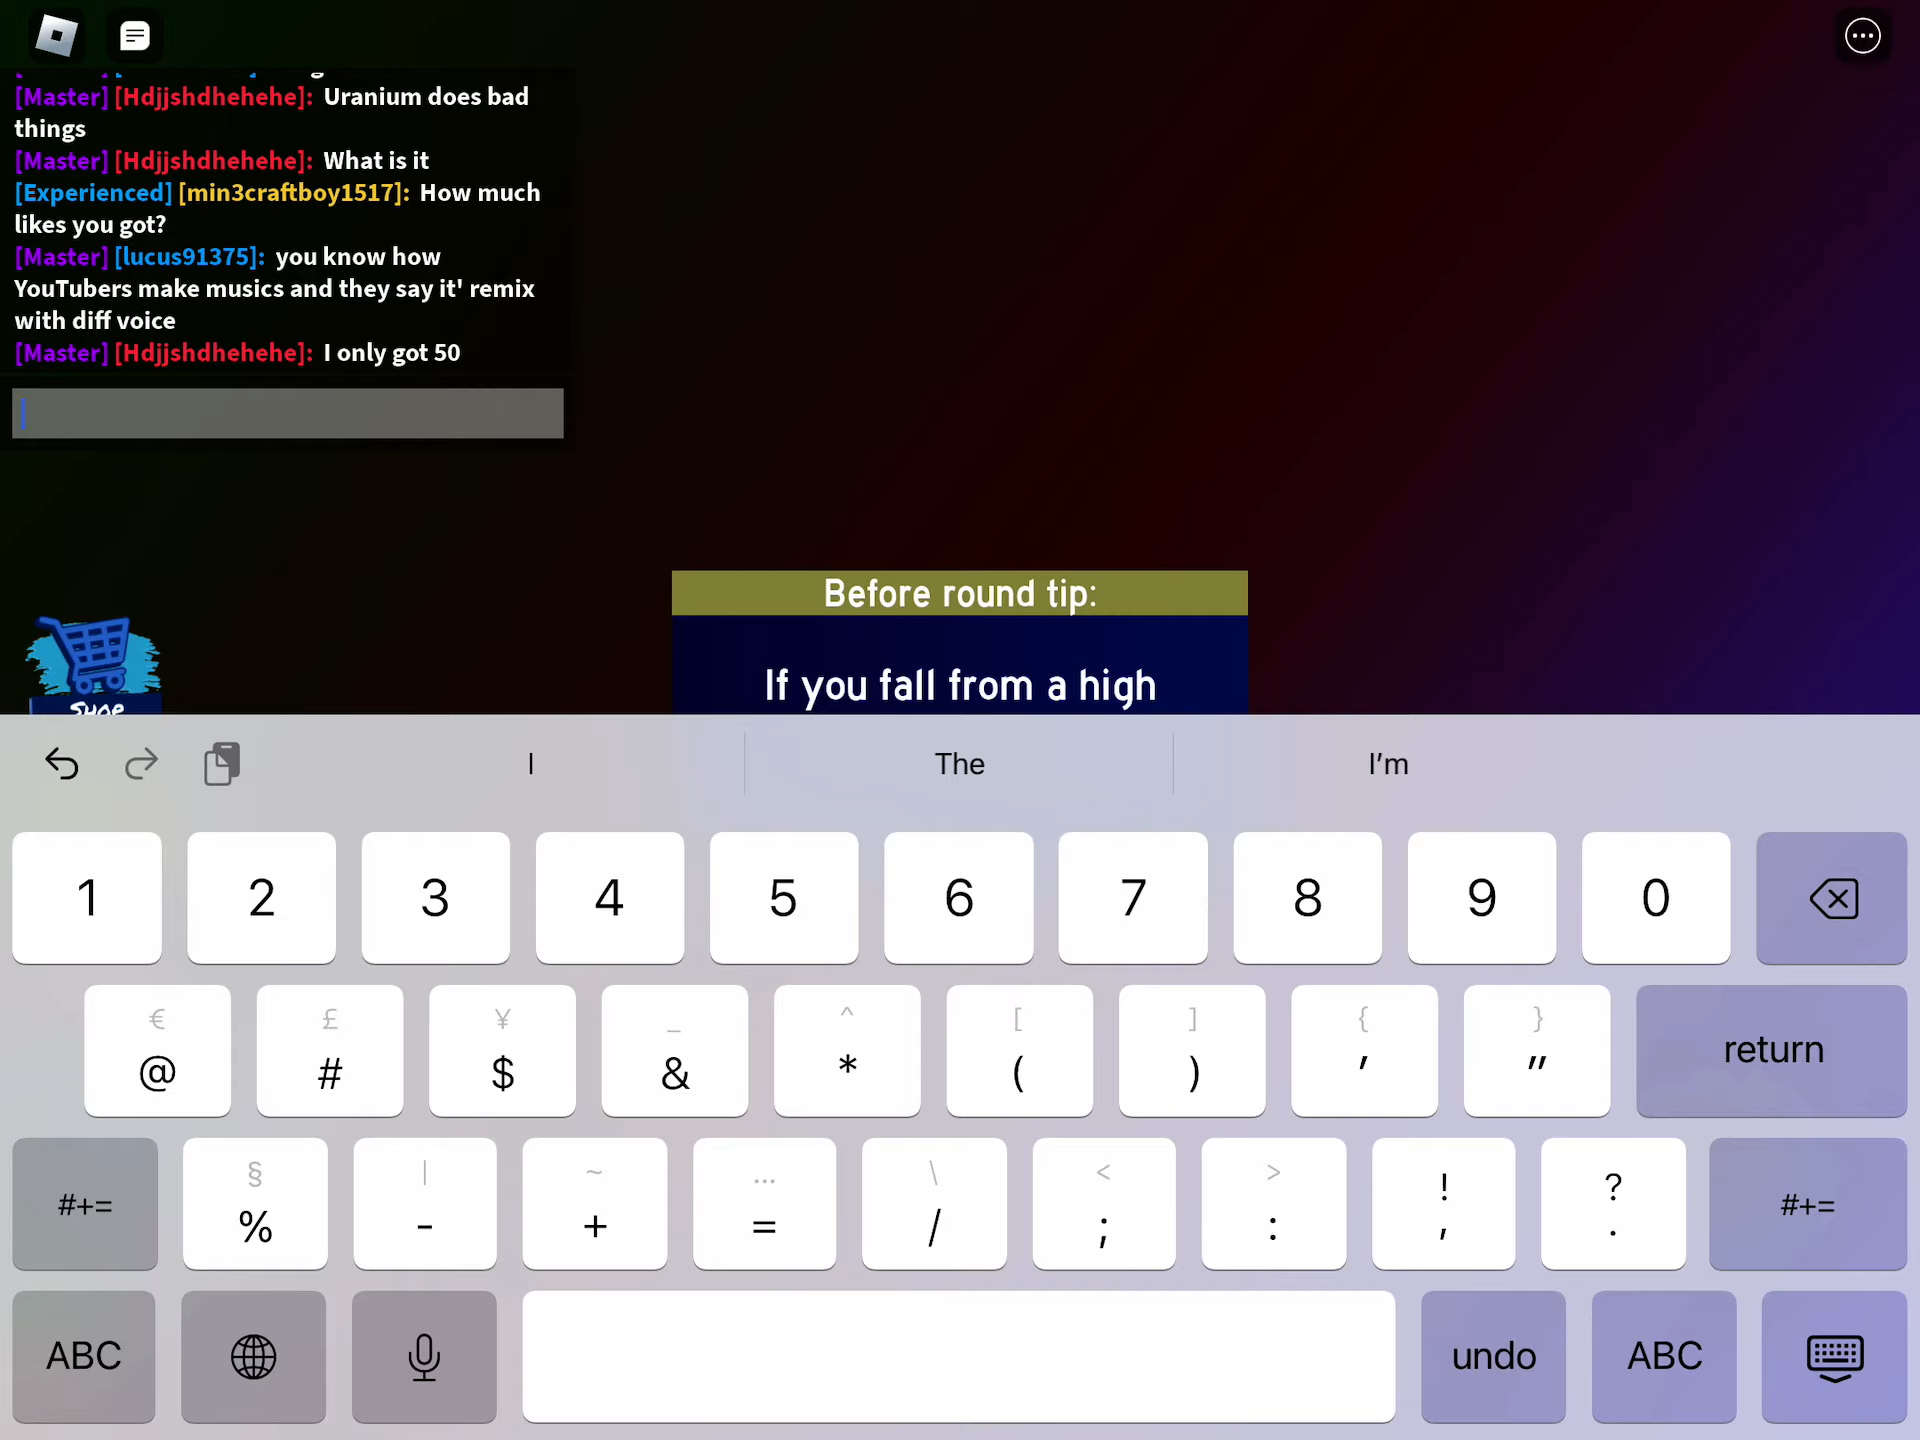 [Master] [Hdjjshdhehehe]: Uranium does bad
things
[Master] [Hdjjshdhehehe]: What is it
[Experienced] [min3craftboy1517]: How much
likes you got?
[Master] [lucus91375]: you know how
YouTubers make musics and they say it' remix
with diff voice
[Master] [Hdjjshdhehehe]: I only got 50
Before round tip:
If you fall from a high
SHOP
I The I'm
1 2 3 4 5 6 7 8 9 0
€ £ ¥ _ ^ [ ] { }
@ # $ & * ( ) ' "
return
§ | ~ … \ < > ! ?
#+= % - + = / ; : , . #+=
ABC undo ABC